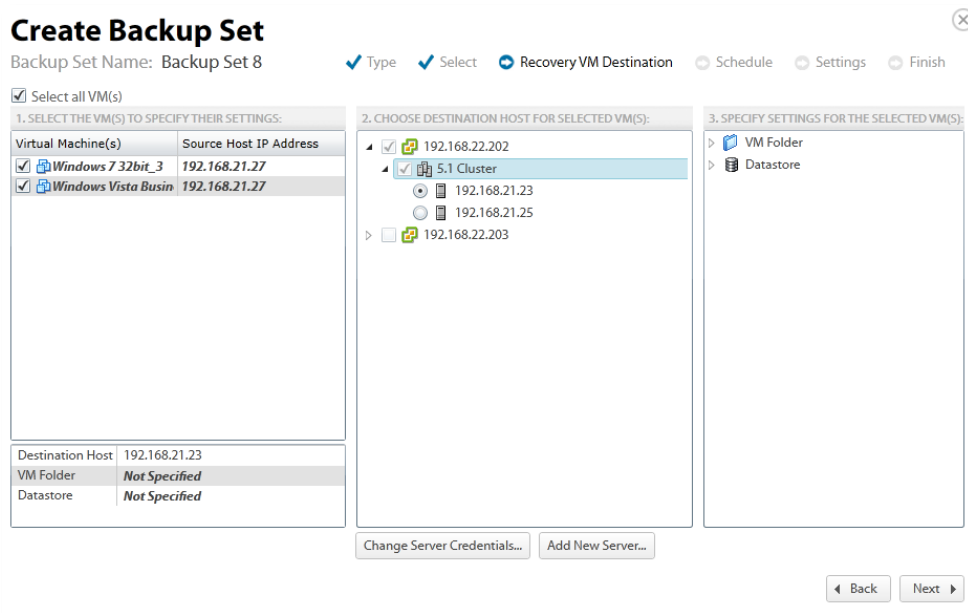 Create Backup Set
Backup Set Name: Backup Set 8
Type Select Recovery VM Destination Schedule Settings Finish
Select all VM(s)
1. SELECT THE VM(S) TO SPECIFY THEIR SETTINGS:
Virtual Machine(s) Source Host IP Address
Windows 7 32bit_3 192.168.21.27
Windows Vista Busin 192.168.21.27
Destination Host 192.168.21.23
VM Folder Not Specified
Datastore Not Specified
2. CHOOSE DESTINATION HOST FOR SELECTED VM(S):
192.168.22.202
5.1 Cluster
192.168.21.23
192.168.21.25
192.168.22.203
Change Server Credentials... Add New Server...
3. SPECIFY SETTINGS FOR THE SELECTED VM(S):
VM Folder
Datastore
Back Next